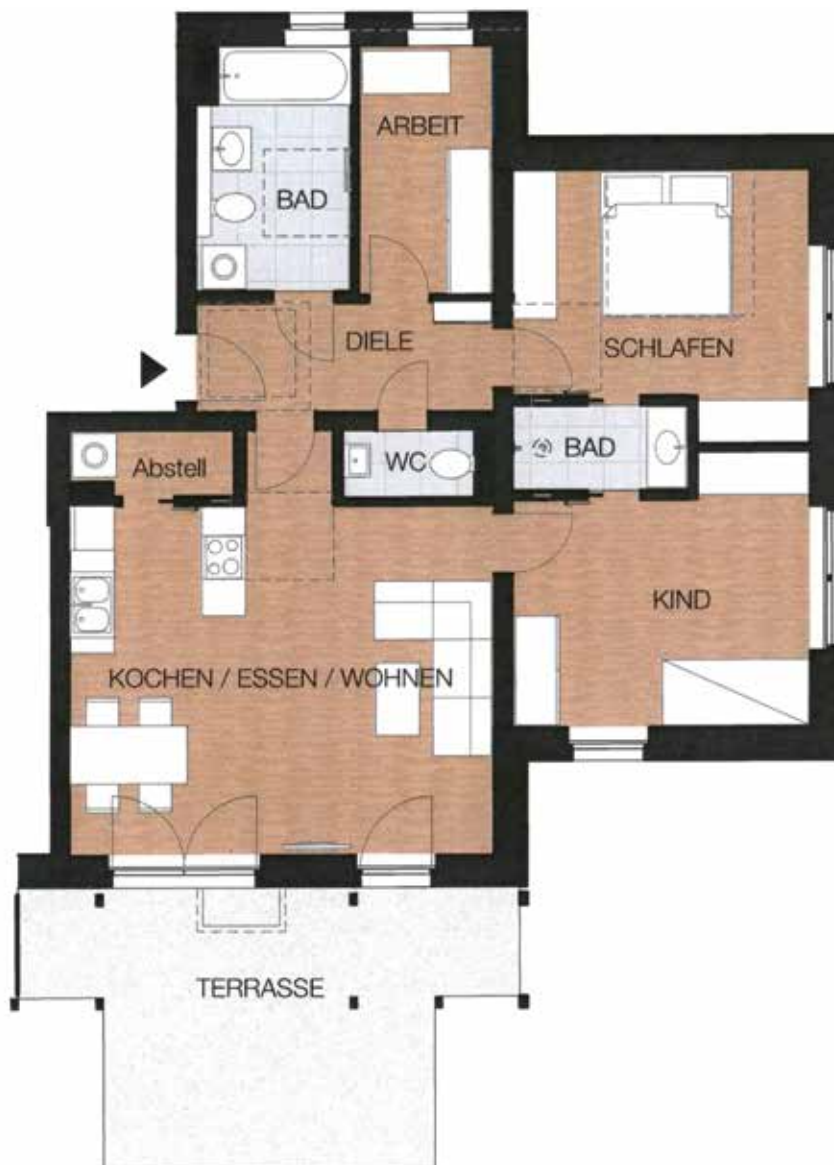 ARBEIT
BAD
DIELE
SCHLAFEN
Abstell
WC
BAD
KIND
KOCHEN / ESSEN / WOHNEN
TERRASSE